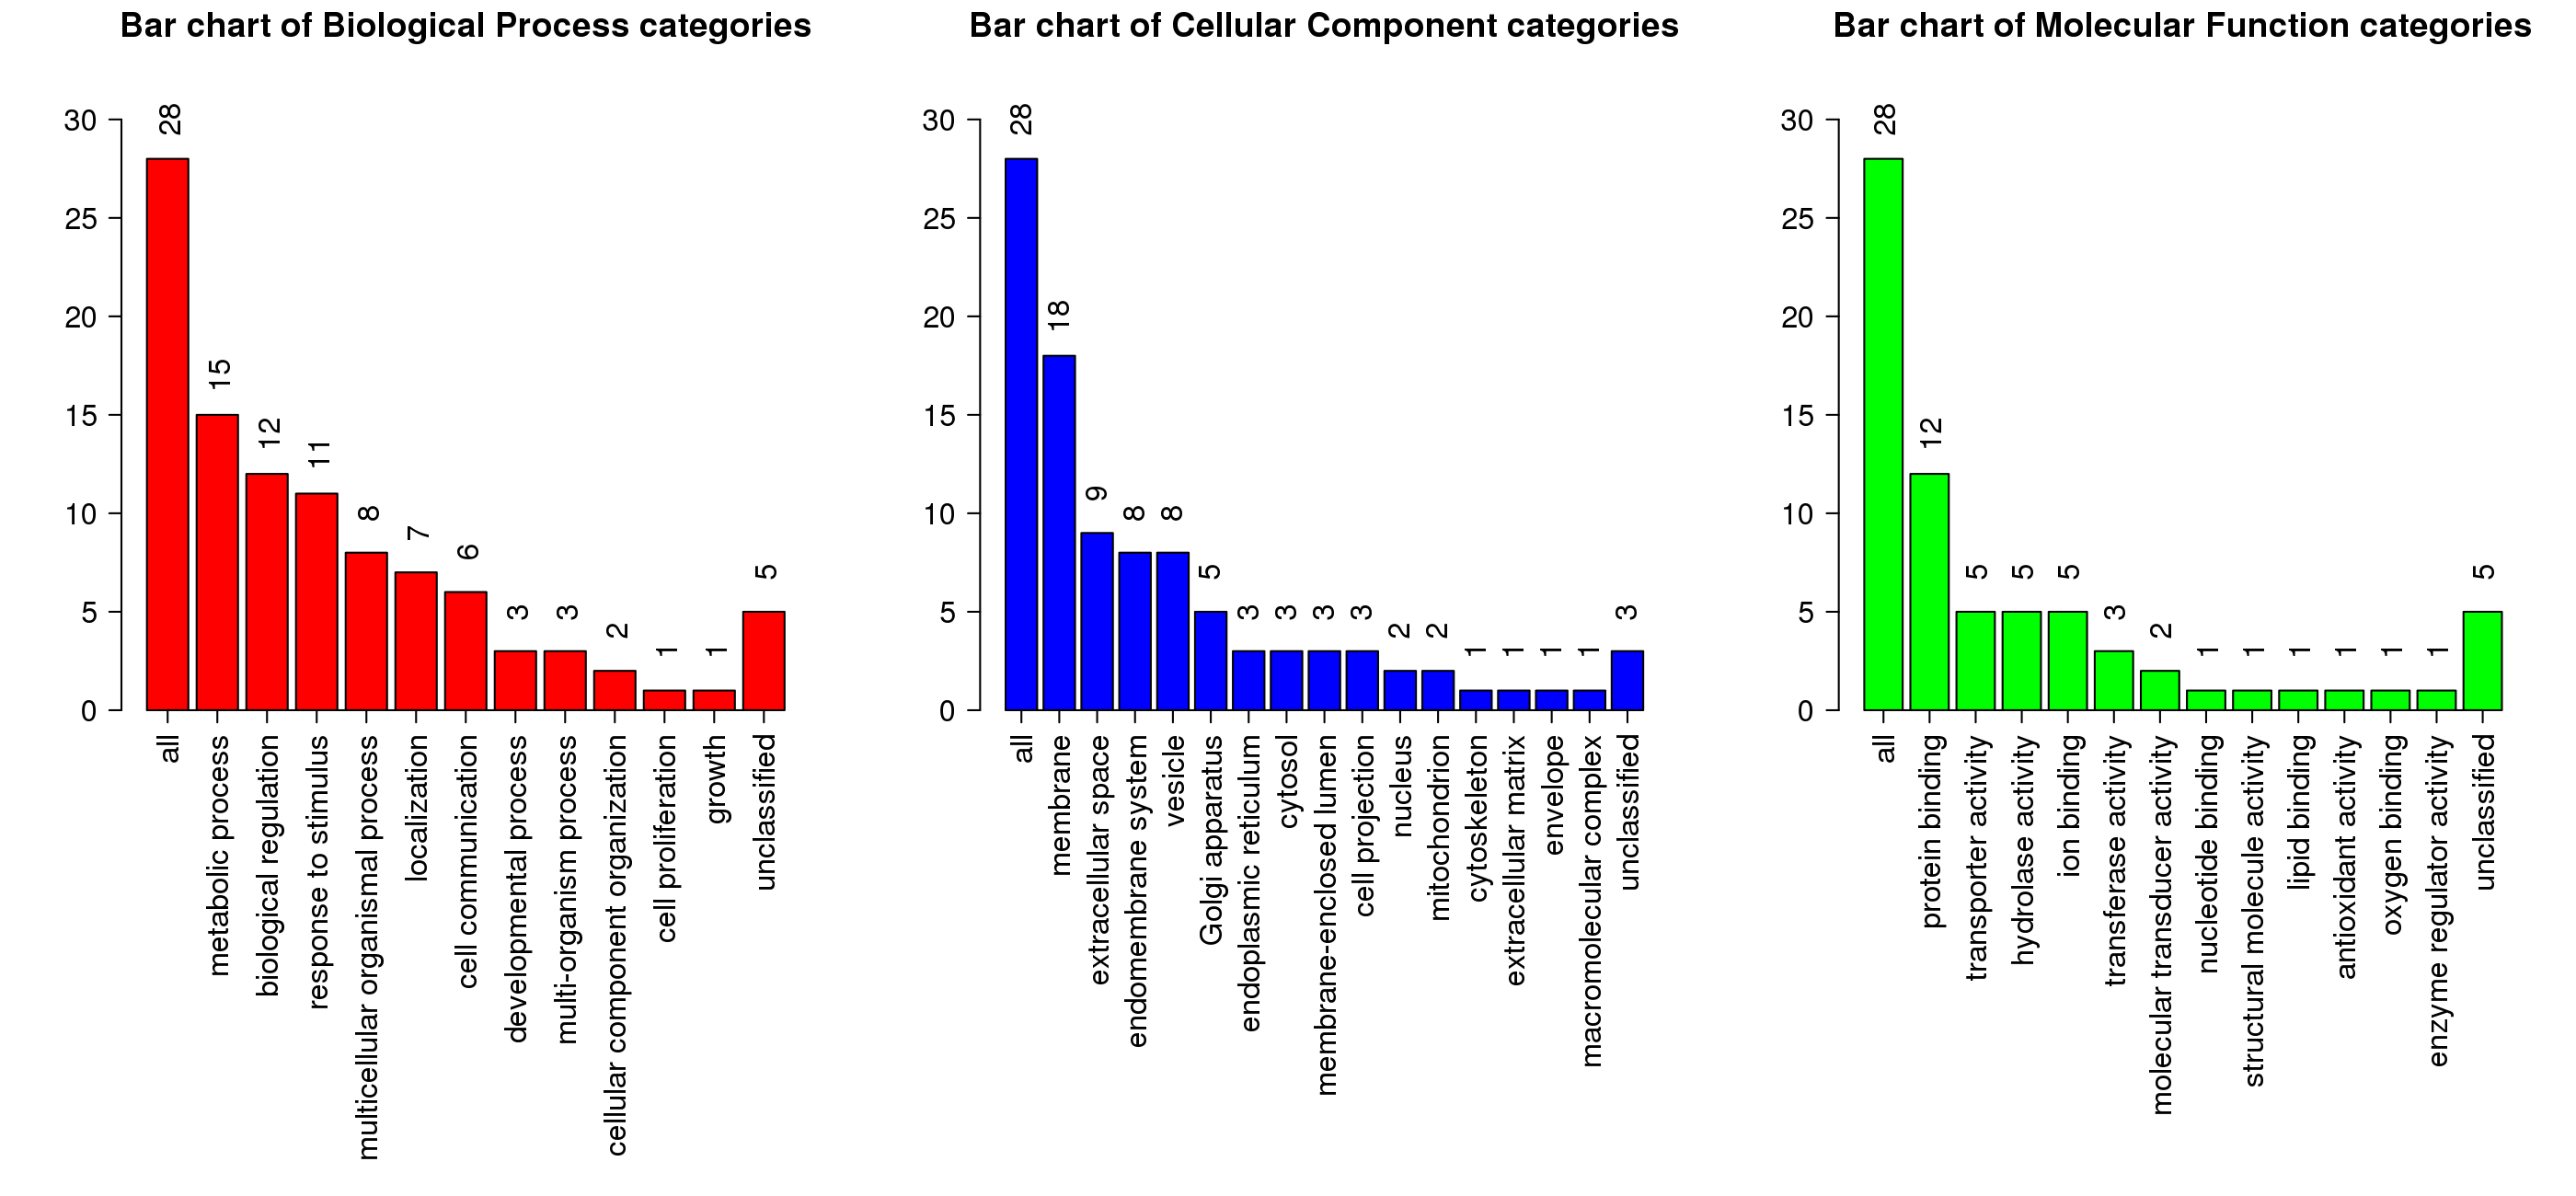 Bar chart of Biological Process categories
30
25
20
15
10
5
0
28
15
12
11
8
7
6
3
3
2
1
1
5
all
metabolic process
biological regulation
response to stimulus
multicellular organismal process
localization
cell communication
developmental process
multi-organism process
cellular component organization
cell proliferation
growth
unclassified
Bar chart of Cellular Component categories
30
25
20
15
10
5
0
28
18
9
8
8
5
3
3
3
3
2
2
1
1
1
1
3
all
membrane
extracellular space
endomembrane system
vesicle
Golgi apparatus
endoplasmic reticulum
cytosol
membrane-enclosed lumen
cell projection
nucleus
mitochondrion
cytoskeleton
extracellular matrix
envelope
macromolecular complex
unclassified
Bar chart of Molecular Function categories
30
25
20
15
10
5
0
28
12
5
5
5
3
2
1
1
1
1
1
1
5
all
protein binding
transporter activity
hydrolase activity
ion binding
transferase activity
molecular transducer activity
nucleotide binding
structural molecule activity
lipid binding
antioxidant activity
oxygen binding
enzyme regulator activity
unclassified